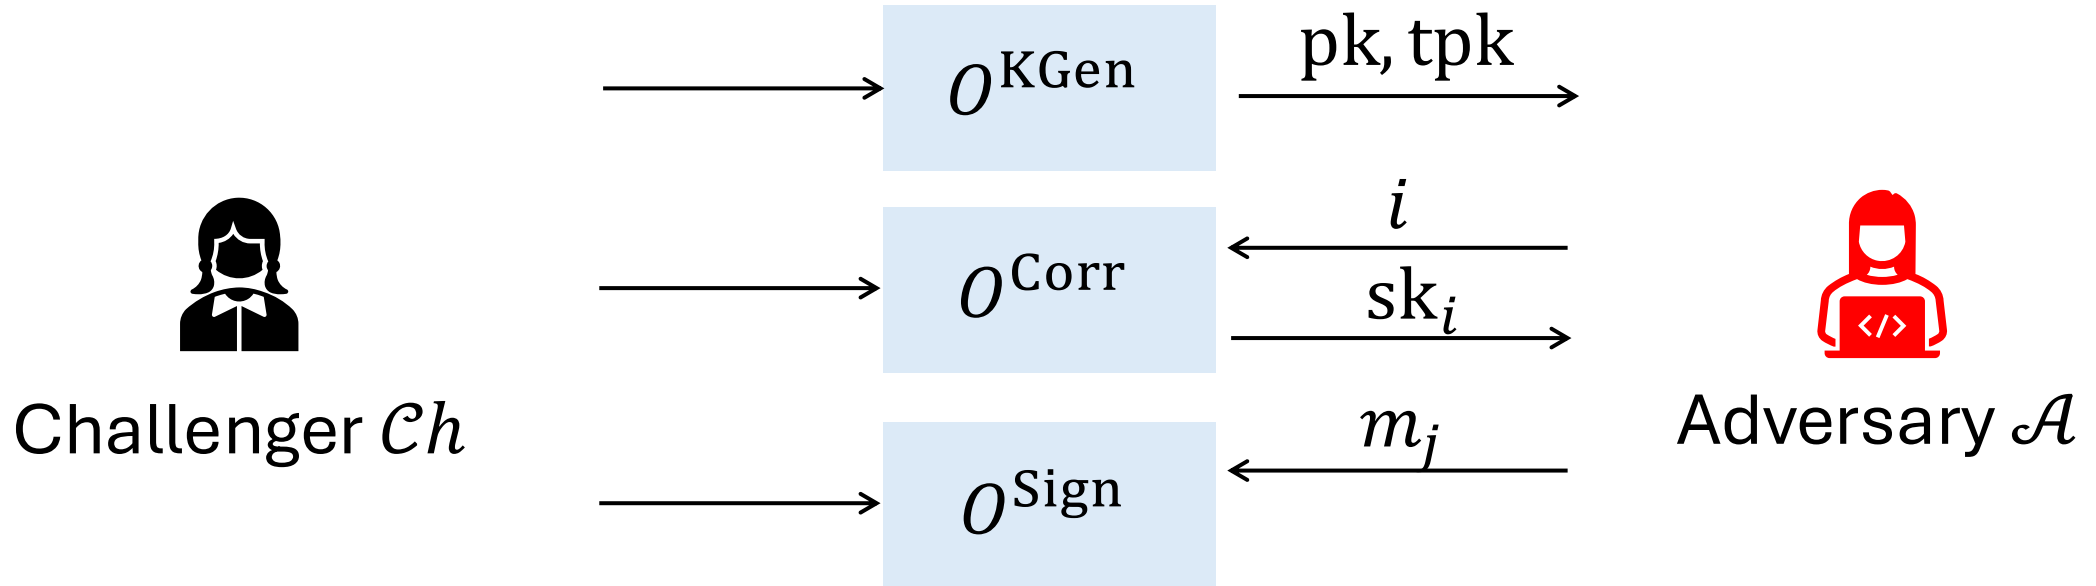 O^KGen
pk, tpk
i
O^Corr
sk_i
Challenger 𝒞h
Adversary 𝒜
m_j
O^Sign